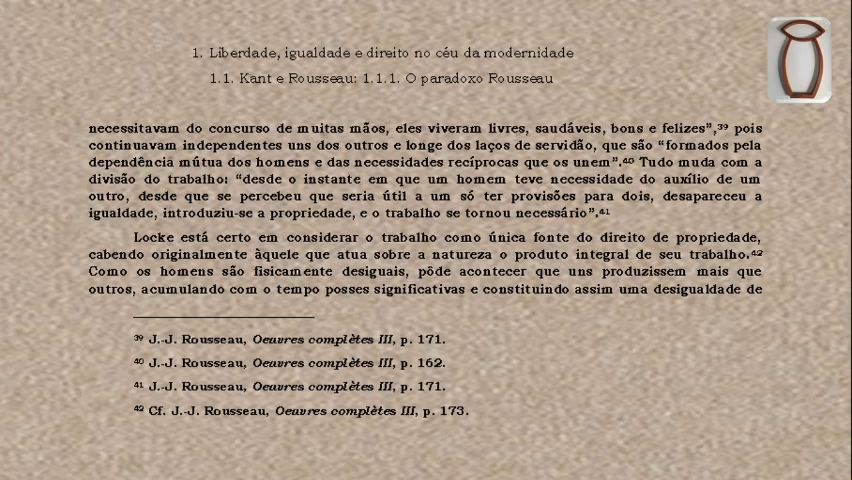 1. Liberdade, igualdade e direito no céu da modernidade
1.1. Kant e Rousseau: 1.1.1. O paradoxo Rousseau
necessitavam do concurso de muitas mãos, eles viveram livres, saudáveis, bons e felizes”,³⁹ pois
continuavam independentes uns dos outros e longe dos laços de servidão, que são “formados pela
dependência mútua dos homens e das necessidades recíprocas que os unem”.⁴⁰ Tudo muda com a
divisão do trabalho: “desde o instante em que um homem teve necessidade do auxílio de um
outro, desde que se percebeu que seria útil a um só ter provisões para dois, desapareceu a
igualdade, introduziu-se a propriedade, e o trabalho se tornou necessário”.⁴¹
Locke está certo em considerar o trabalho como única fonte do direito de propriedade,
cabendo originalmente àquele que atua sobre a natureza o produto integral de seu trabalho.⁴²
Como os homens são fisicamente desiguais, pôde acontecer que uns produzissem mais que
outros, acumulando com o tempo posses significativas e constituindo assim uma desigualdade de
³⁹ J.-J. Rousseau, Oeuvres complètes III, p. 171.
⁴⁰ J.-J. Rousseau, Oeuvres complètes III, p. 162.
⁴¹ J.-J. Rousseau, Oeuvres complètes III, p. 171.
⁴² Cf. J.-J. Rousseau, Oeuvres complètes III, p. 173.